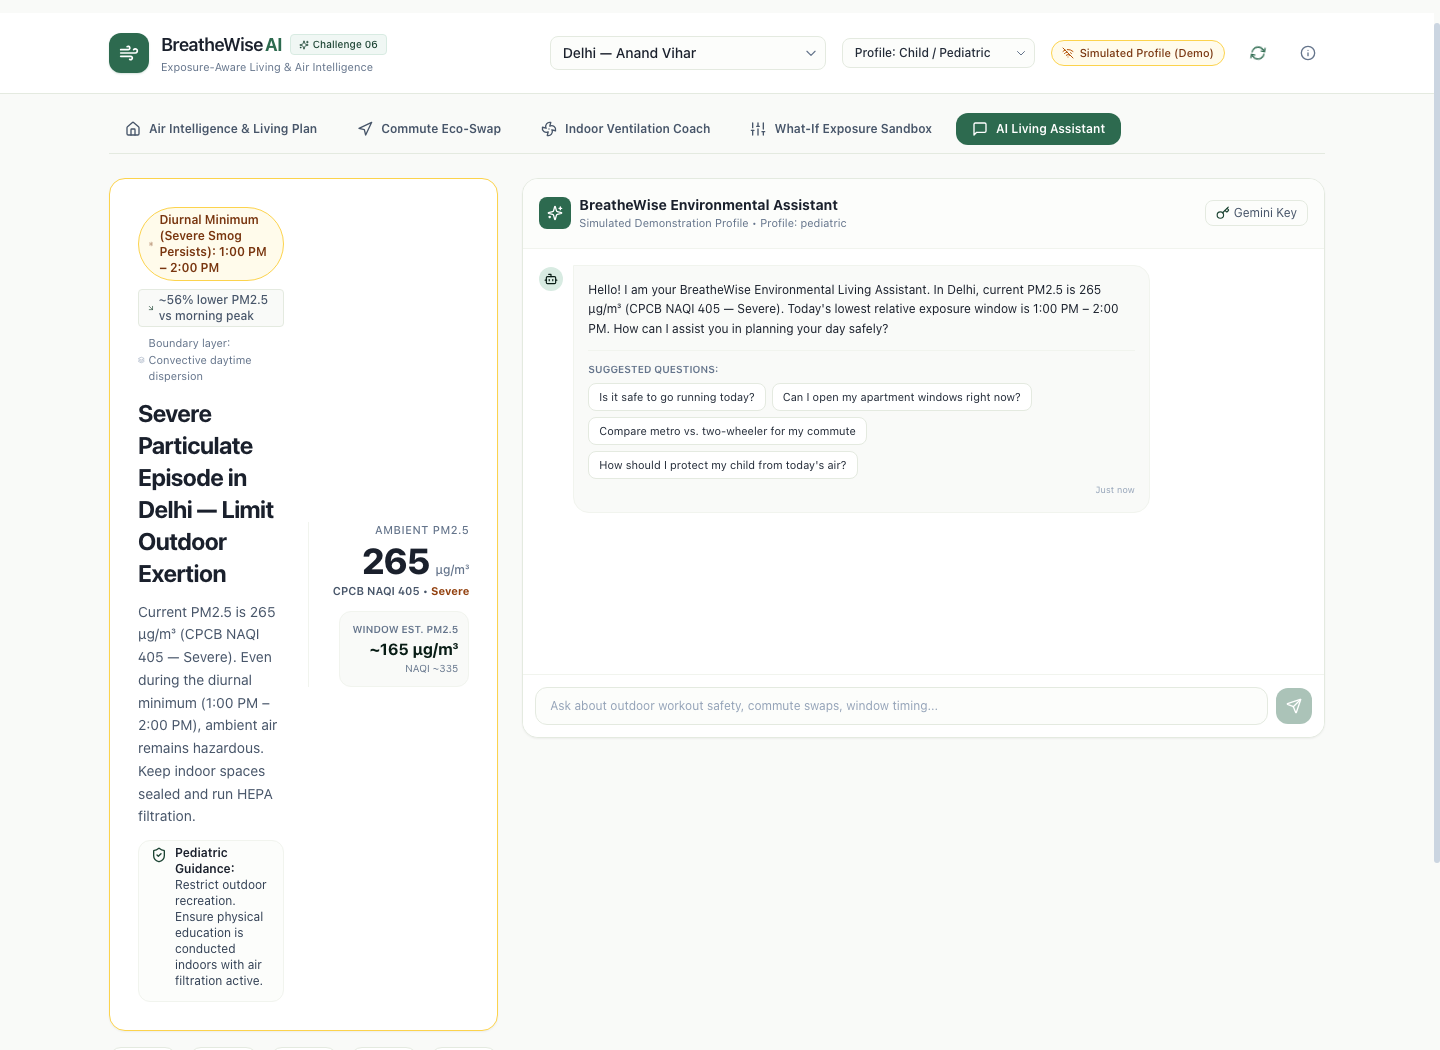 BreatheWise AI
Challenge 06
Exposure-Aware Living & Air Intelligence
Delhi — Anand Vihar
Profile: Child / Pediatric
Simulated Profile (Demo)
Air Intelligence & Living Plan
Commute Eco-Swap
Indoor Ventilation Coach
What-If Exposure Sandbox
AI Living Assistant
Diurnal Minimum
(Severe Smog
Persists): 1:00 PM
– 2:00 PM
~56% lower PM2.5
vs morning peak
Boundary layer:
Convective daytime
dispersion
Severe
Particulate
Episode in
Delhi — Limit
Outdoor
Exertion
Current PM2.5 is 265
µg/m³ (CPCB NAQI
405 — Severe). Even
during the diurnal
minimum (1:00 PM –
2:00 PM), ambient air
remains hazardous.
Keep indoor spaces
sealed and run HEPA
filtration.
Pediatric
Guidance:
Restrict outdoor
recreation.
Ensure physical
education is
conducted
indoors with air
filtration active.
AMBIENT PM2.5
265 µg/m³
CPCB NAQI 405 • Severe
WINDOW EST. PM2.5
~165 µg/m³
NAQI ~335
BreatheWise Environmental Assistant
Simulated Demonstration Profile • Profile: pediatric
Gemini Key
Hello! I am your BreatheWise Environmental Living Assistant. In Delhi, current PM2.5 is 265
µg/m³ (CPCB NAQI 405 — Severe). Today's lowest relative exposure window is 1:00 PM – 2:00
PM. How can I assist you in planning your day safely?
SUGGESTED QUESTIONS:
Is it safe to go running today?
Can I open my apartment windows right now?
Compare metro vs. two-wheeler for my commute
How should I protect my child from today's air?
Just now
Ask about outdoor workout safety, commute swaps, window timing...